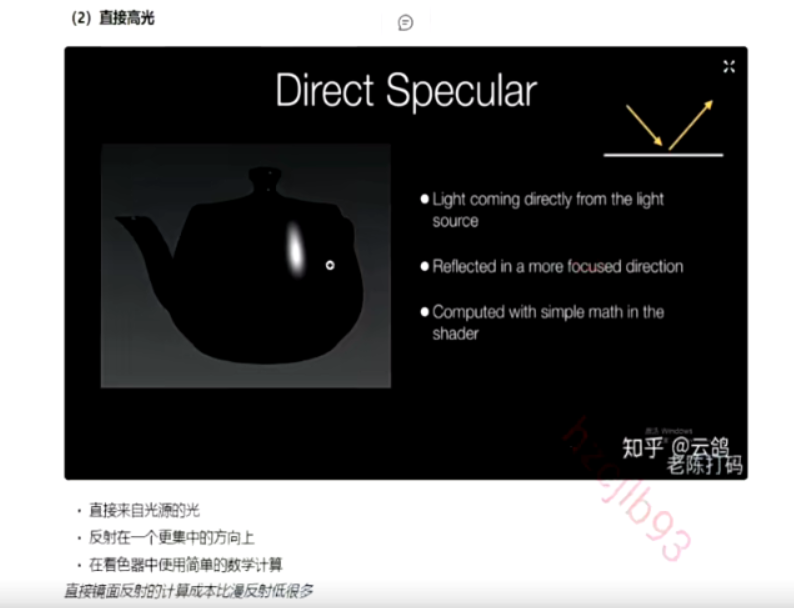 （2）直接高光
Direct Specular
Light coming directly from the light
source
Reflected in a more focused direction
Computed with simple math in the
shader
激活 Windows
知乎 @云鸽
老陈打码
hzcjlb93
• 直接来自光源的光
• 反射在一个更集中的方向上
• 在着色器中使用简单的数学计算
直接镜面反射的计算成本比漫反射低很多